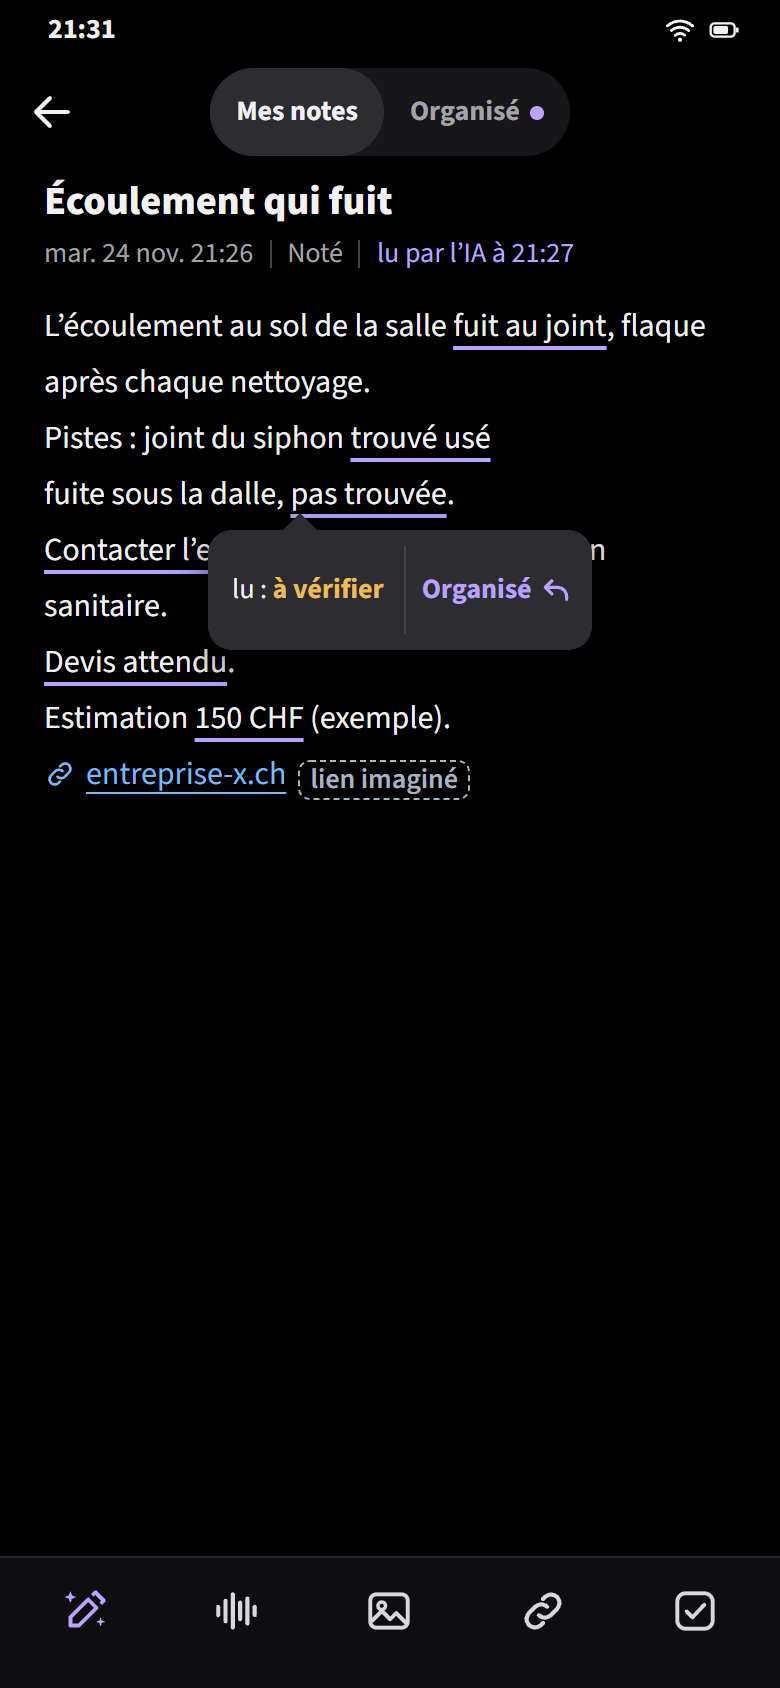 21:31
Mes notes
Organisé
Écoulement qui fuit
mar. 24 nov. 21:26 | Noté | lu par l’IA à 21:27
L’écoulement au sol de la salle fuit au joint, flaque
après chaque nettoyage.
Pistes : joint du siphon trouvé usé
fuite sous la dalle, pas trouvée.
Contacter
lu : à vérifier
Organisé
sanitaire.
Devis attendu.
Estimation 150 CHF (exemple).
entreprise-x.ch lien imaginé